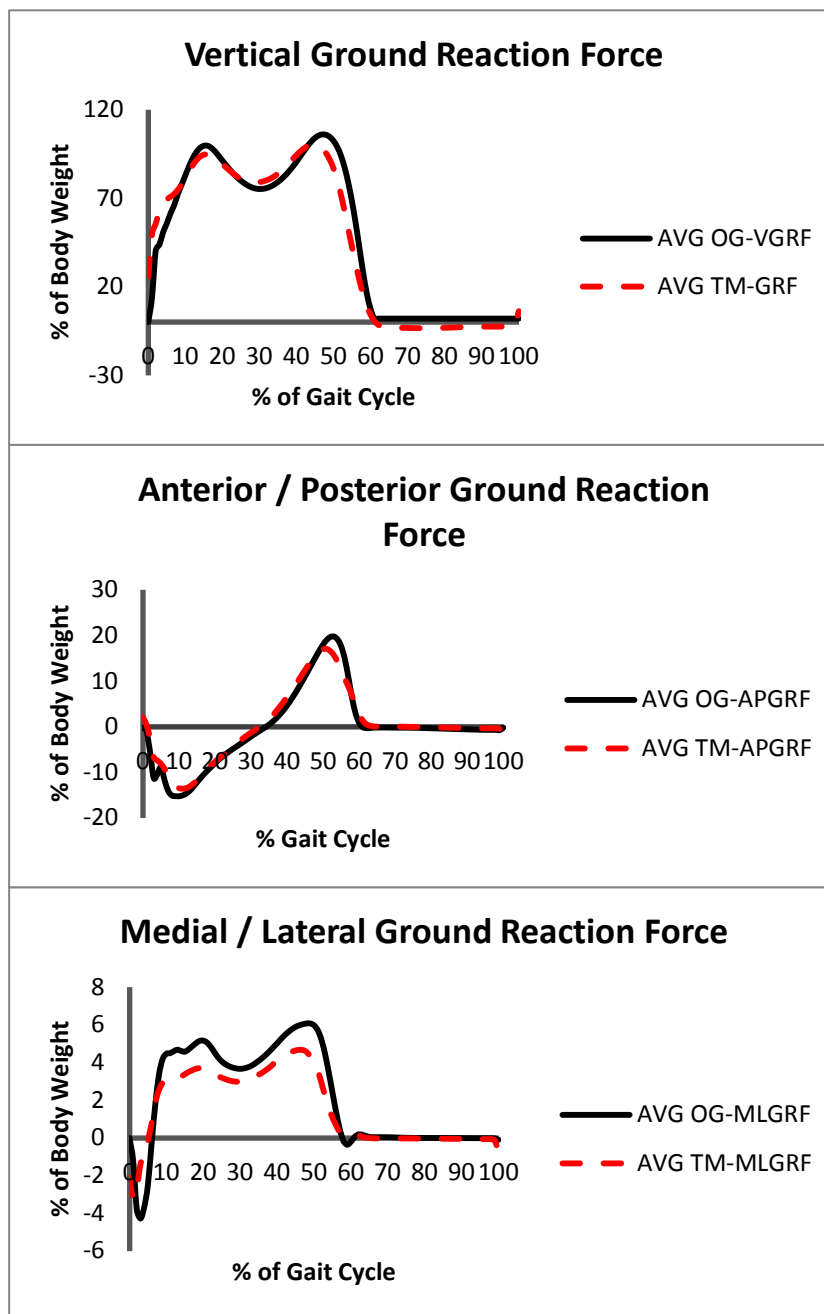 Vertical Ground Reaction Force
120
70
20
-30
% of Body Weight
0 10 20 30 40 50 60 70 80 90 100
% of Gait Cycle
AVG OG-VGRF
AVG TM-GRF
Anterior / Posterior Ground Reaction
Force
30
20
10
0
-10
-20
% of Body Weight
0 10 20 30 40 50 60 70 80 90 100
% Gait Cycle
AVG OG-APGRF
AVG TM-APGRF
Medial / Lateral Ground Reaction Force
8
6
4
2
0
-2
-4
-6
% of Body Weight
0 10 20 30 40 50 60 70 80 90 100
% of Gait Cycle
AVG OG-MLGRF
AVG TM-MLGRF